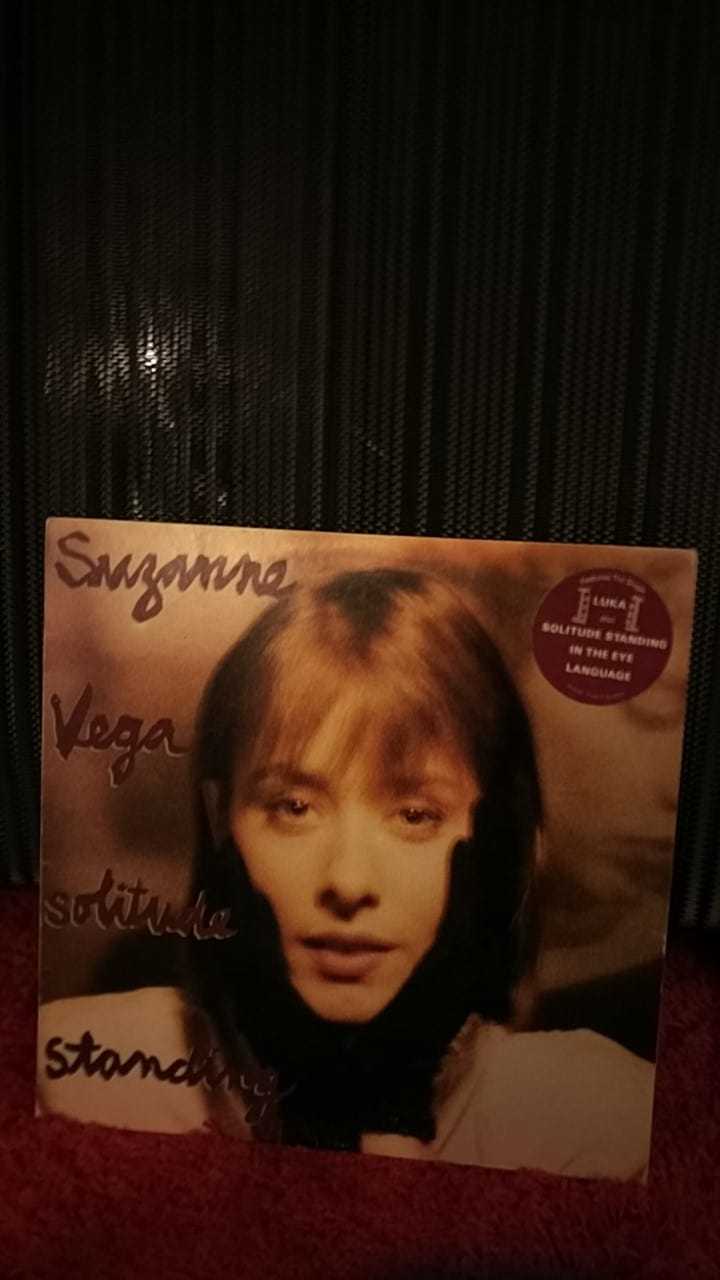 Suzanne
Vega
solitude
standing
LUKA
SOLITUDE STANDING
IN THE EYE
LANGUAGE